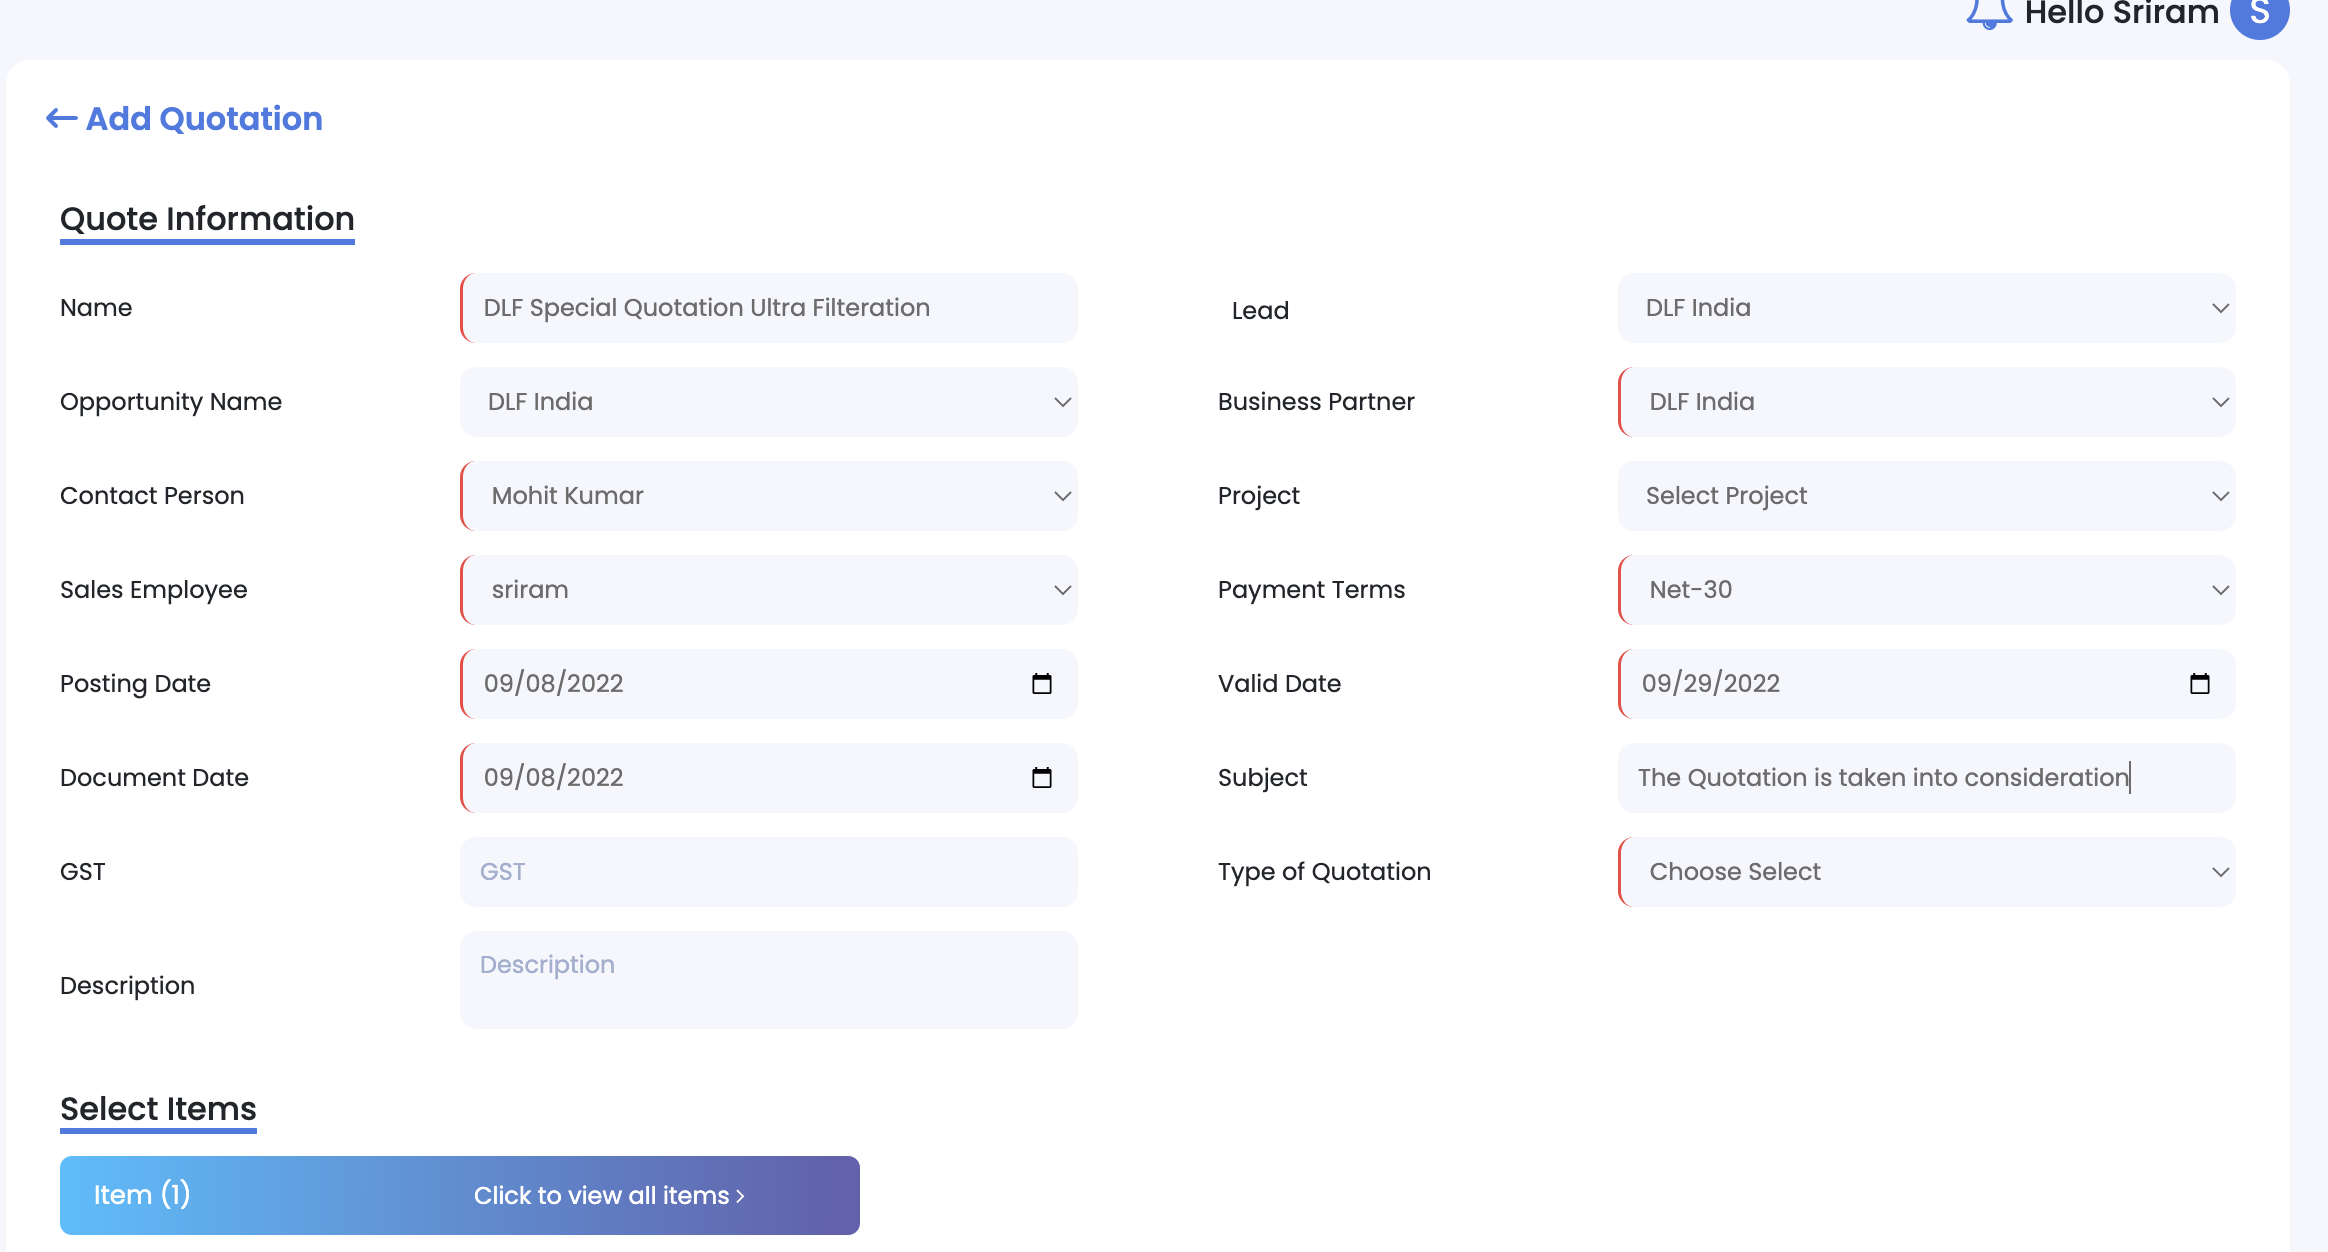 Hello Sriram S
Add Quotation
Quote Information
Name DLF Special Quotation Ultra Filteration Lead DLF India
Opportunity Name DLF India Business Partner DLF India
Contact Person Mohit Kumar Project Select Project
Sales Employee sriram Payment Terms Net-30
Posting Date 09/08/2022 Valid Date 09/29/2022
Document Date 09/08/2022 Subject The Quotation is taken into consideration
GST GST Type of Quotation Choose Select
Description Description
Select Items
Item (1) Click to view all items >